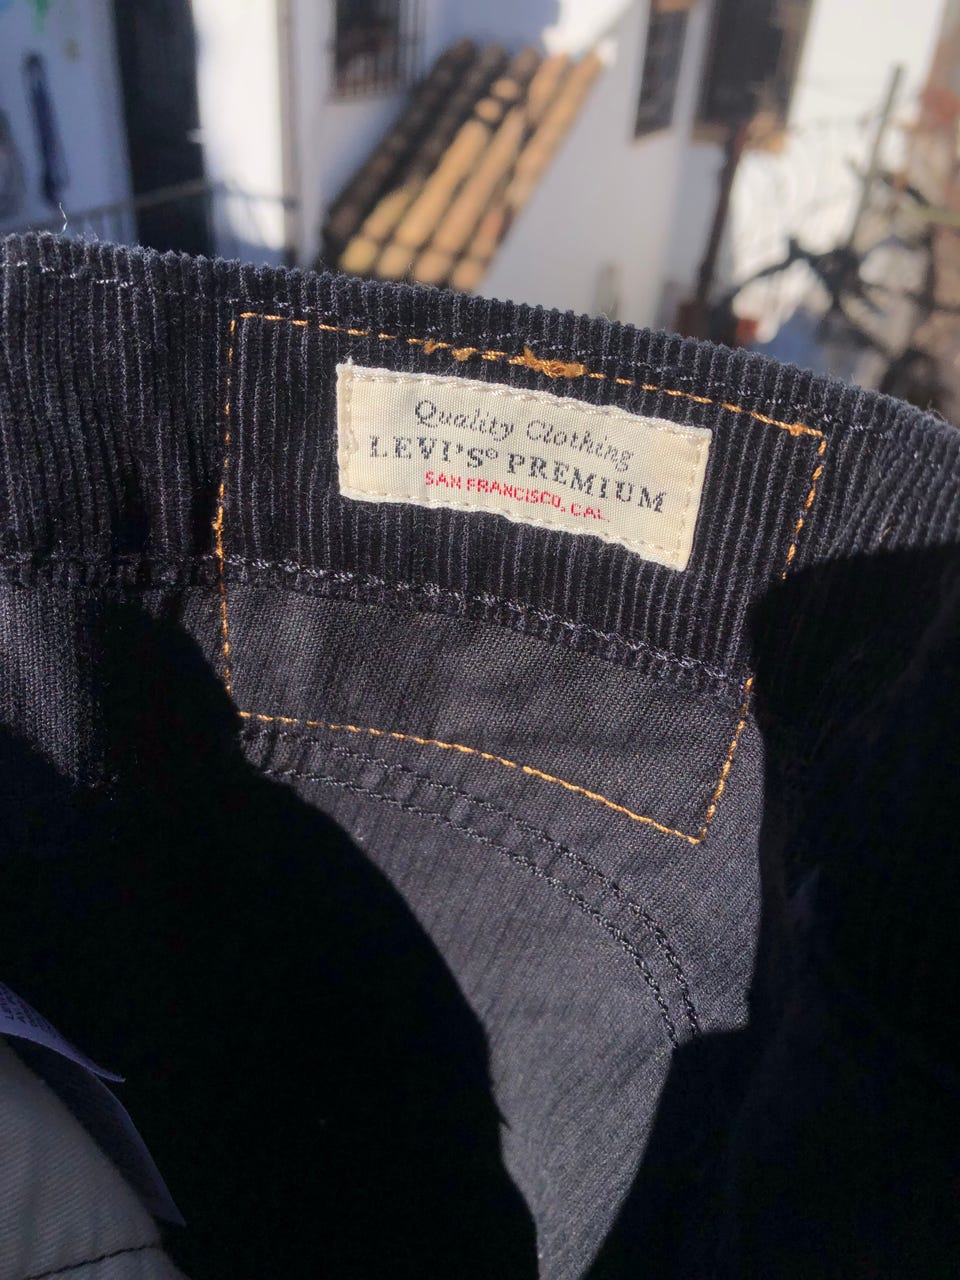 Quality Clothing
LEVI'S® PREMIUM
SAN FRANCISCO, CAL.